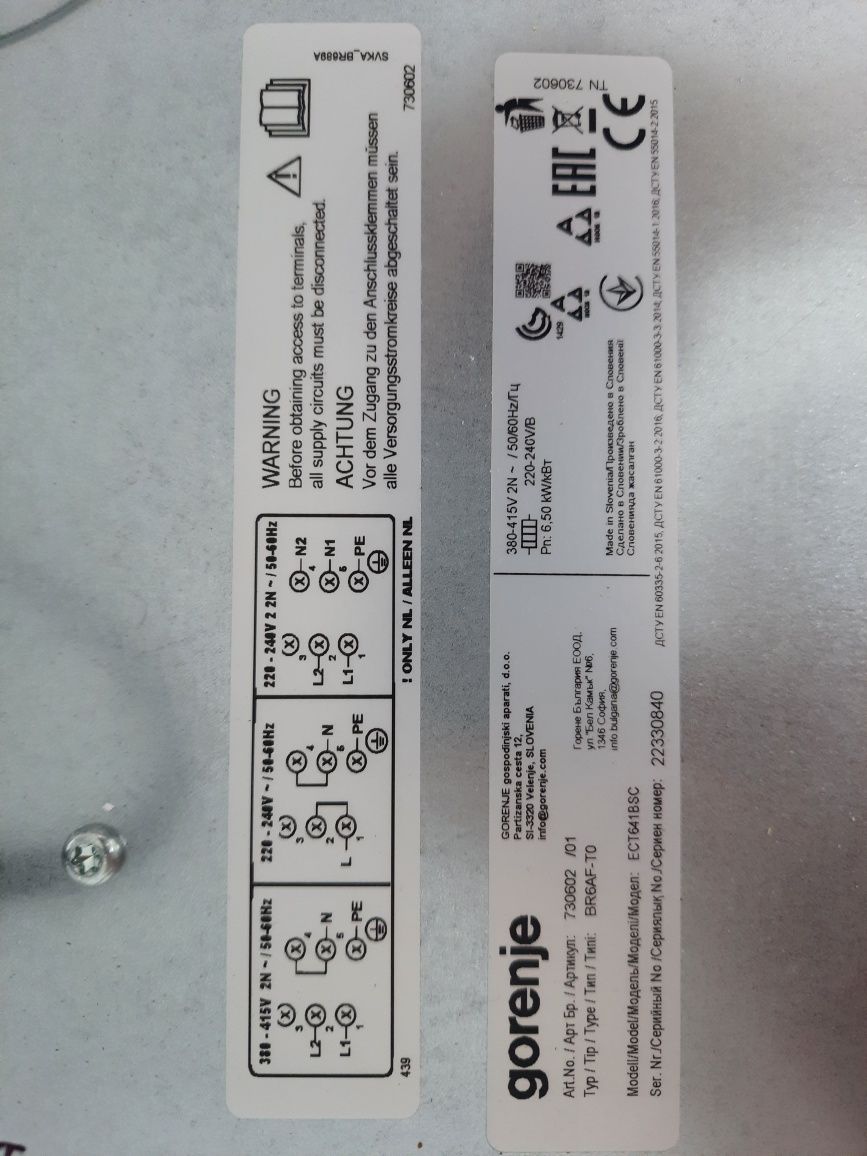 380 - 415V 2N ~ / 50-60Hz
3
4
L2 N
2 5
L1 PE
1
220 - 240V ~ / 50-60Hz
3
4
N
2 5
L PE
1
220 - 240V 2 2N ~ / 50-60Hz
3
N2
4
L2 N1
2 5
L1 PE
1
439
! ONLY NL / ALLEEN NL
WARNING
Before obtaining access to terminals,
all supply circuits must be disconnected.
ACHTUNG
Vor dem Zugang zu den Anschlussklemmen müssen
alle Versorgungsstromkreise abgeschaltet sein.
SVKA_BR689A
730602
gorenje
GORENJE gospodinjski aparati, d.o.o.
Partizanska cesta 12,
SI-3320 Velenje, SLOVENIA
info@gorenje.com
Горене България ЕООД,
ул "Бел Камък" №6,
1346 София,
info.bulgaria@gorenje.com
Art.No. / Арт Бр. / Артикул: 730602 /01
Typ / Tip / Type / Тип / Типі: BR6AF-T0
Modell/Model/Модель/Моделі/Модел: ECT641BSC
Ser. Nr./Серийный No /Сериялық No /Сериен номер: 22330840
380-415V 2N ~ / 50/60Hz/Гц
220-240V/В
Pn: 6,50 kW/кВт
Made in Slovenia/Произведено в Словения
Сделано в Словении/Зроблено в Словенії
Словенияда жасалған
1429
TN 730602
EAC
CE
ДСТУ EN 60335-2-6:2015, ДСТУ EN 61000-3-2:2016, ДСТУ EN 61000-3-3:2014, ДСТУ EN 55014-1:2016, ДСТУ EN 55014-2:2015